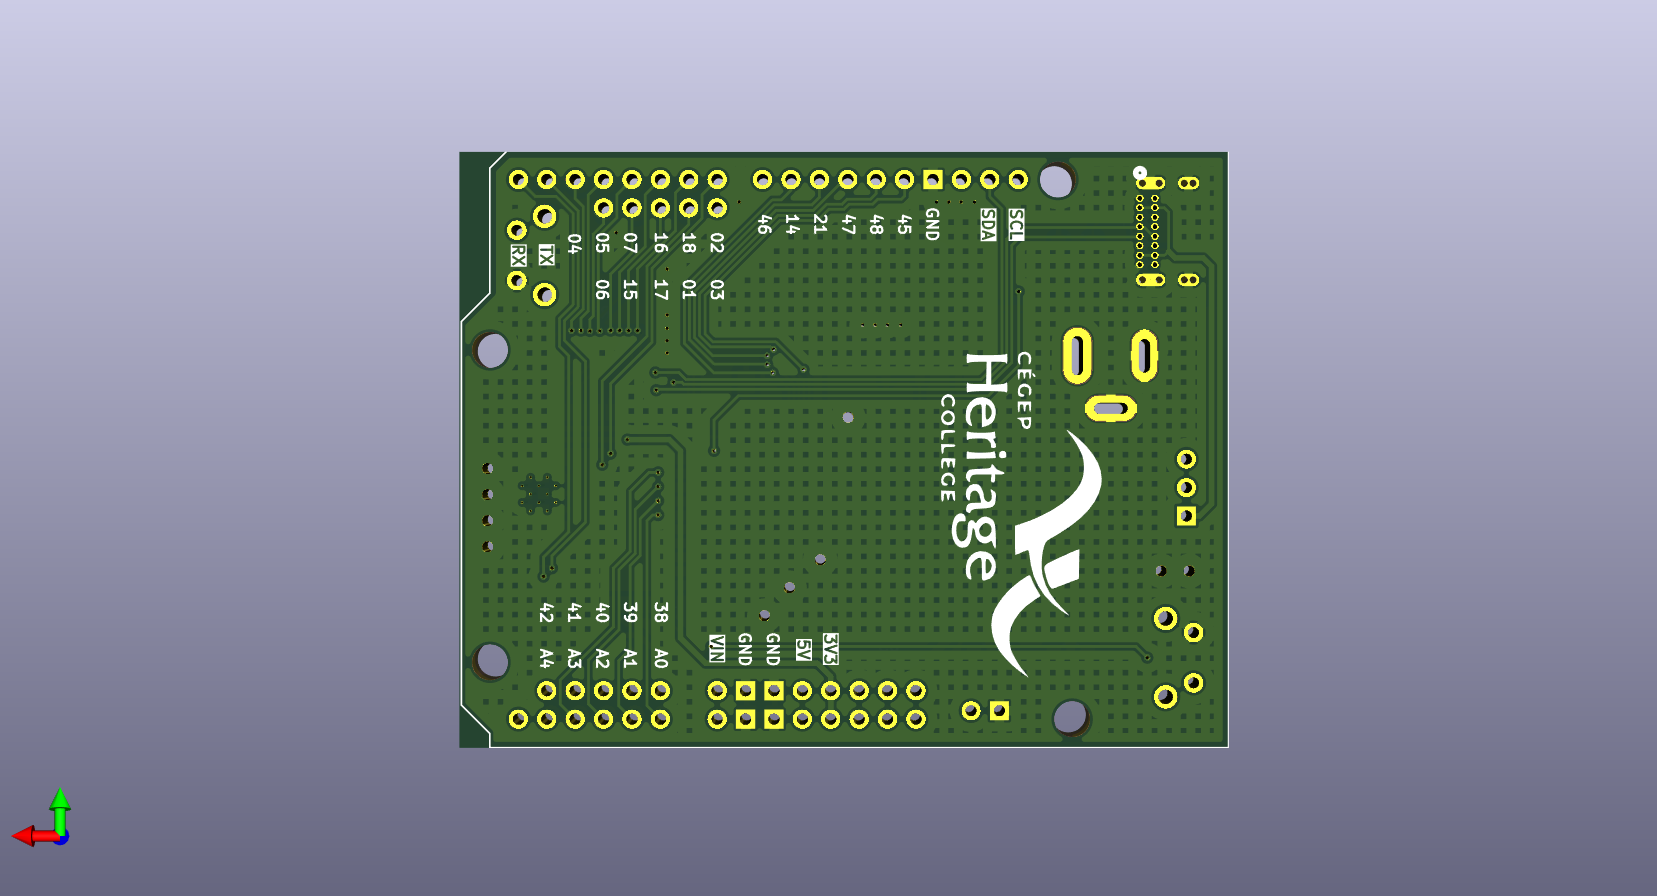 46 14 21 47 48 45 GND SDA SCL
RX TX 04 05 07 16 18 02
06 15 17 01 03
CÉGEP
Heritage
COLLEGE
42 41 40 39 38
A4 A3 A2 A1 A0 VIN GND GND 5V 3V3